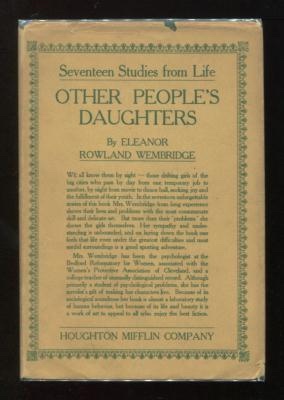 Seventeen Studies from Life
OTHER PEOPLE'S
DAUGHTERS
By ELEANOR
ROWLAND WEMBRIDGE
WE all know them by sight — those drifting girls of the
big cities who pass by day from one temporary job to
another, by night from movie to dance hall, seeking joy and
the fulfillment of their youth. In the seventeen unforgettable
stories of this book Mrs. Wembridge from long experience
shows their lives and problems with the most consummate
skill and delicate art. But more than their 'problems' she
shows the girls themselves. Her sympathy and under-
standing is unbounded, and on laying down the book one
feels that life even under the greatest difficulties and most
sordid surroundings is a good sporting adventure.
Mrs. Wembridge has been the psychologist at the
Bedford Reformatory for Women, associated with the
Women's Protective Association of Cleveland, and a
college teacher of unusually distinguished record. Although
primarily a student of psychological problems, she has the
novelist's gift of making her characters live. Because of its
sociological soundness her book is almost a laboratory study
of human behavior, but because of its life and beauty it is
a work of art to appeal to all who enjoy the best fiction.
HOUGHTON MIFFLIN COMPANY